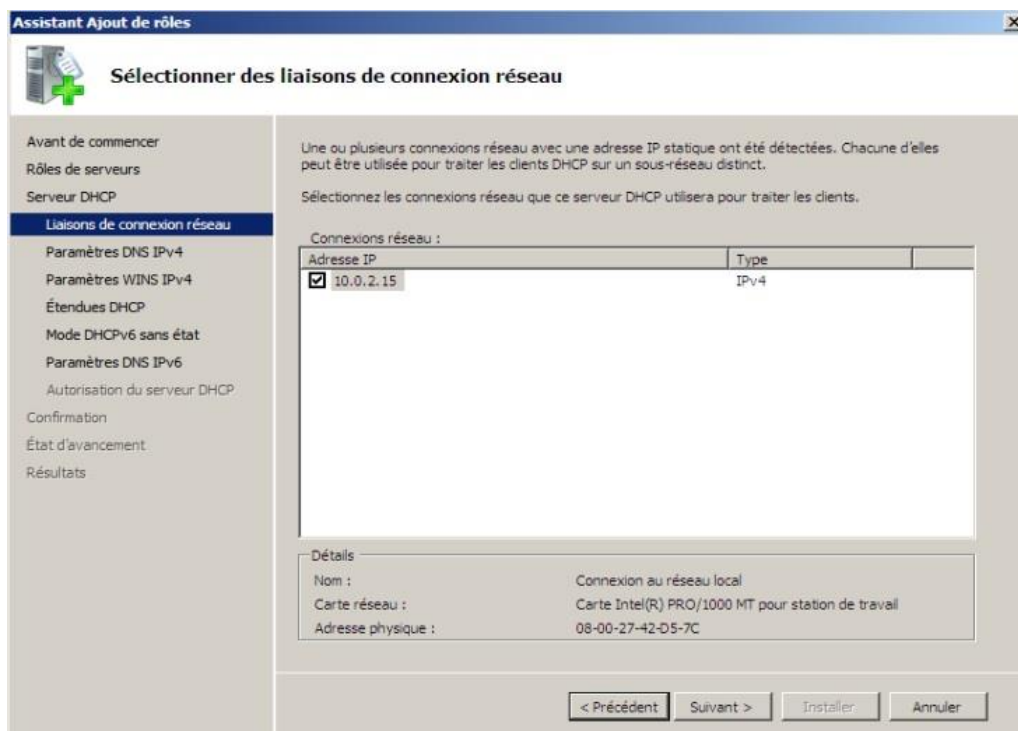 Assistant Ajout de rôles
Sélectionner des liaisons de connexion réseau
Avant de commencer
Rôles de serveurs
Serveur DHCP
Liaisons de connexion réseau
Paramètres DNS IPv4
Paramètres WINS IPv4
Étendues DHCP
Mode DHCPv6 sans état
Paramètres DNS IPv6
Autorisation du serveur DHCP
Confirmation
État d'avancement
Résultats
Une ou plusieurs connexions réseau avec une adresse IP statique ont été détectées. Chacune d'elles
peut être utilisée pour traiter les clients DHCP sur un sous-réseau distinct.
Sélectionnez les connexions réseau que ce serveur DHCP utilisera pour traiter les clients.
Connexions réseau :
Adresse IP Type
10.0.2.15 IPv4
Détails
Nom : Connexion au réseau local
Carte réseau : Carte Intel(R) PRO/1000 MT pour station de travail
Adresse physique : 08-00-27-42-D5-7C
< Précédent Suivant > Installer Annuler